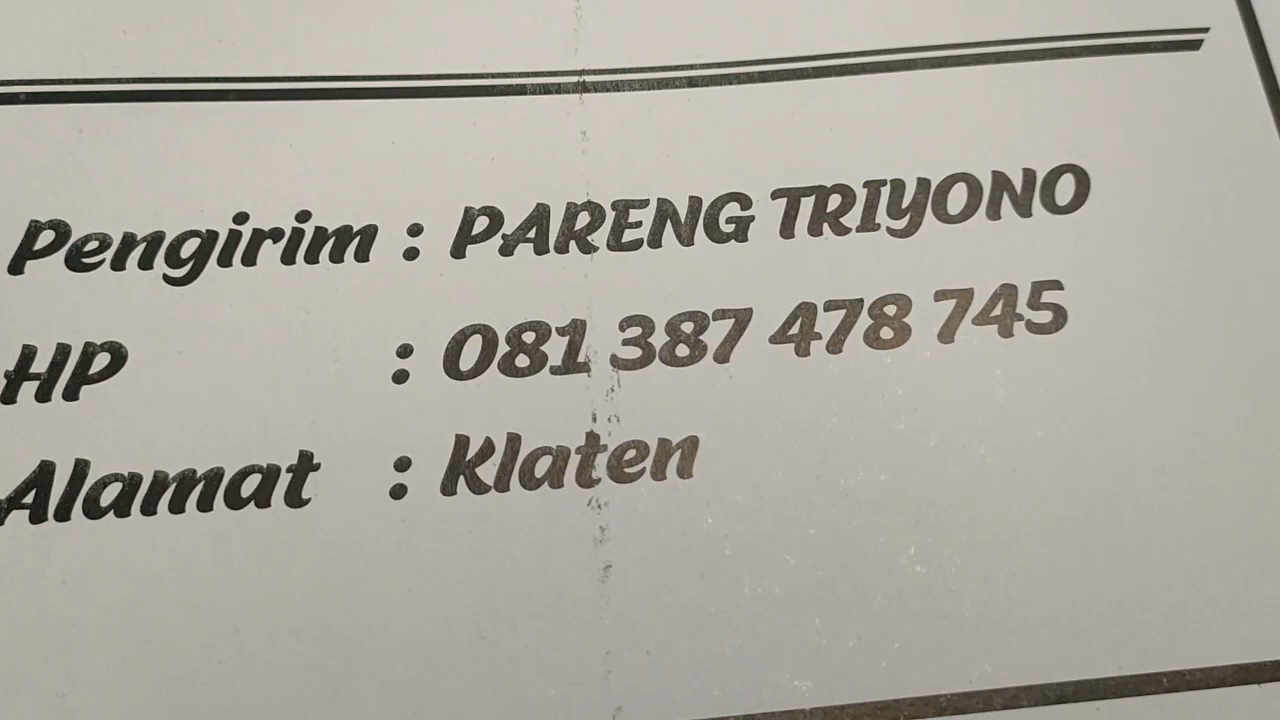 Pengirim : PARENG TRIYONO
HP : 081 387 478 745
Alamat : Klaten